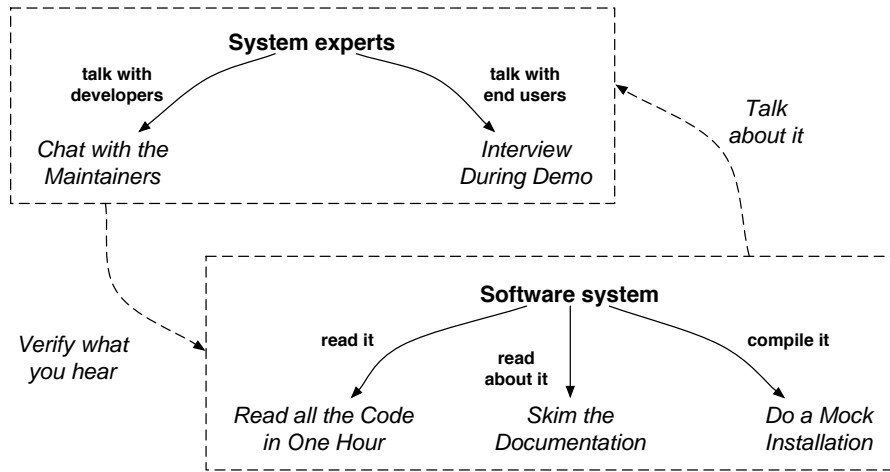 System experts
talk with
developers
talk with
end users
Chat with the
Maintainers
Interview
During Demo
Talk
about it
Verify what
you hear
Software system
read it
read
about it
compile it
Read all the Code
in One Hour
Skim the
Documentation
Do a Mock
Installation